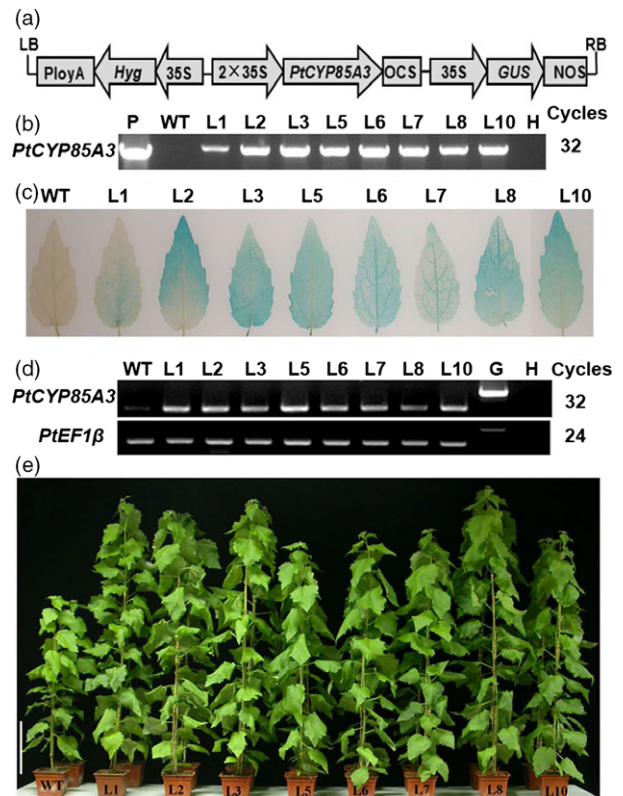 (a)
LB RB
PloyA Hyg 35S 2×35S PtCYP85A3 OCS 35S GUS NOS
(b)
P WT L1 L2 L3 L5 L6 L7 L8 L10 H Cycles
PtCYP85A3 32
(c)
WT L1 L2 L3 L5 L6 L7 L8 L10
(d)
WT L1 L2 L3 L5 L6 L7 L8 L10 G H Cycles
PtCYP85A3 32
PtEF1β 24
(e)
WT L1 L2 L3 L5 L6 L7 L8 L10